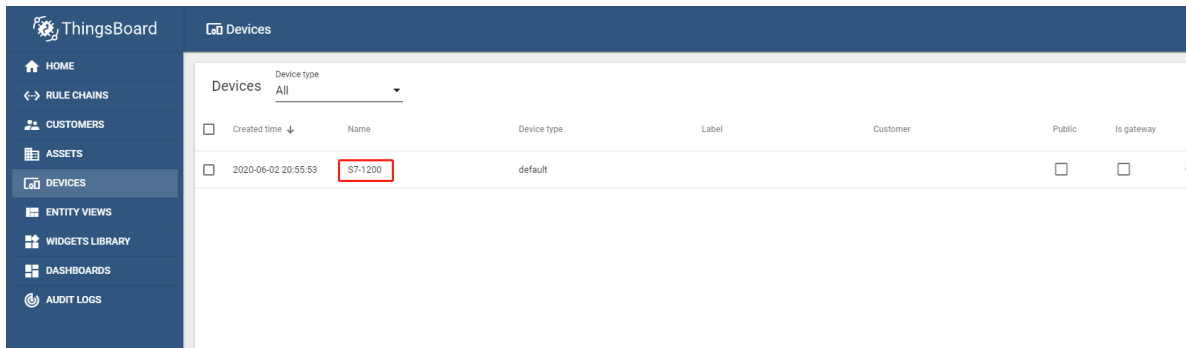 ThingsBoard
Devices
HOME
RULE CHAINS
CUSTOMERS
ASSETS
DEVICES
ENTITY VIEWS
WIDGETS LIBRARY
DASHBOARDS
AUDIT LOGS
Device type
Devices All
Created time Name Device type Label Customer Public Is gateway
2020-06-02 20:55:53 S7-1200 default